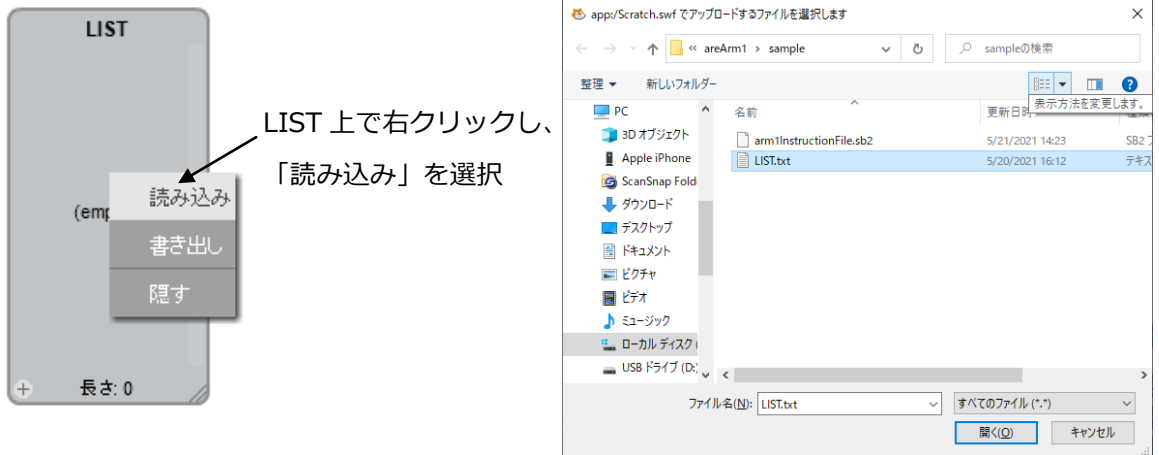 LIST
(emp
読み込み
書き出し
隠す
長さ: 0
LIST 上で右クリックし、
「読み込み」を選択
app:/Scratch.swf でアップロードするファイルを選択します
« areArm1 › sample
sampleの検索
整理
新しいフォルダー
表示方法を変更します。
PC
3D オブジェクト
Apple iPhone
ScanSnap Fold
ダウンロード
デスクトップ
ドキュメント
ピクチャ
ビデオ
ミュージック
ローカル ディスク (
USB ドライブ (D:)
名前
更新日時
arm1InstructionFile.sb2
5/21/2021 14:23
SB2 フ
LIST.txt
5/20/2021 16:12
テキス
ファイル名(N):
LIST.txt
すべてのファイル (*.*)
開く(O)
キャンセル